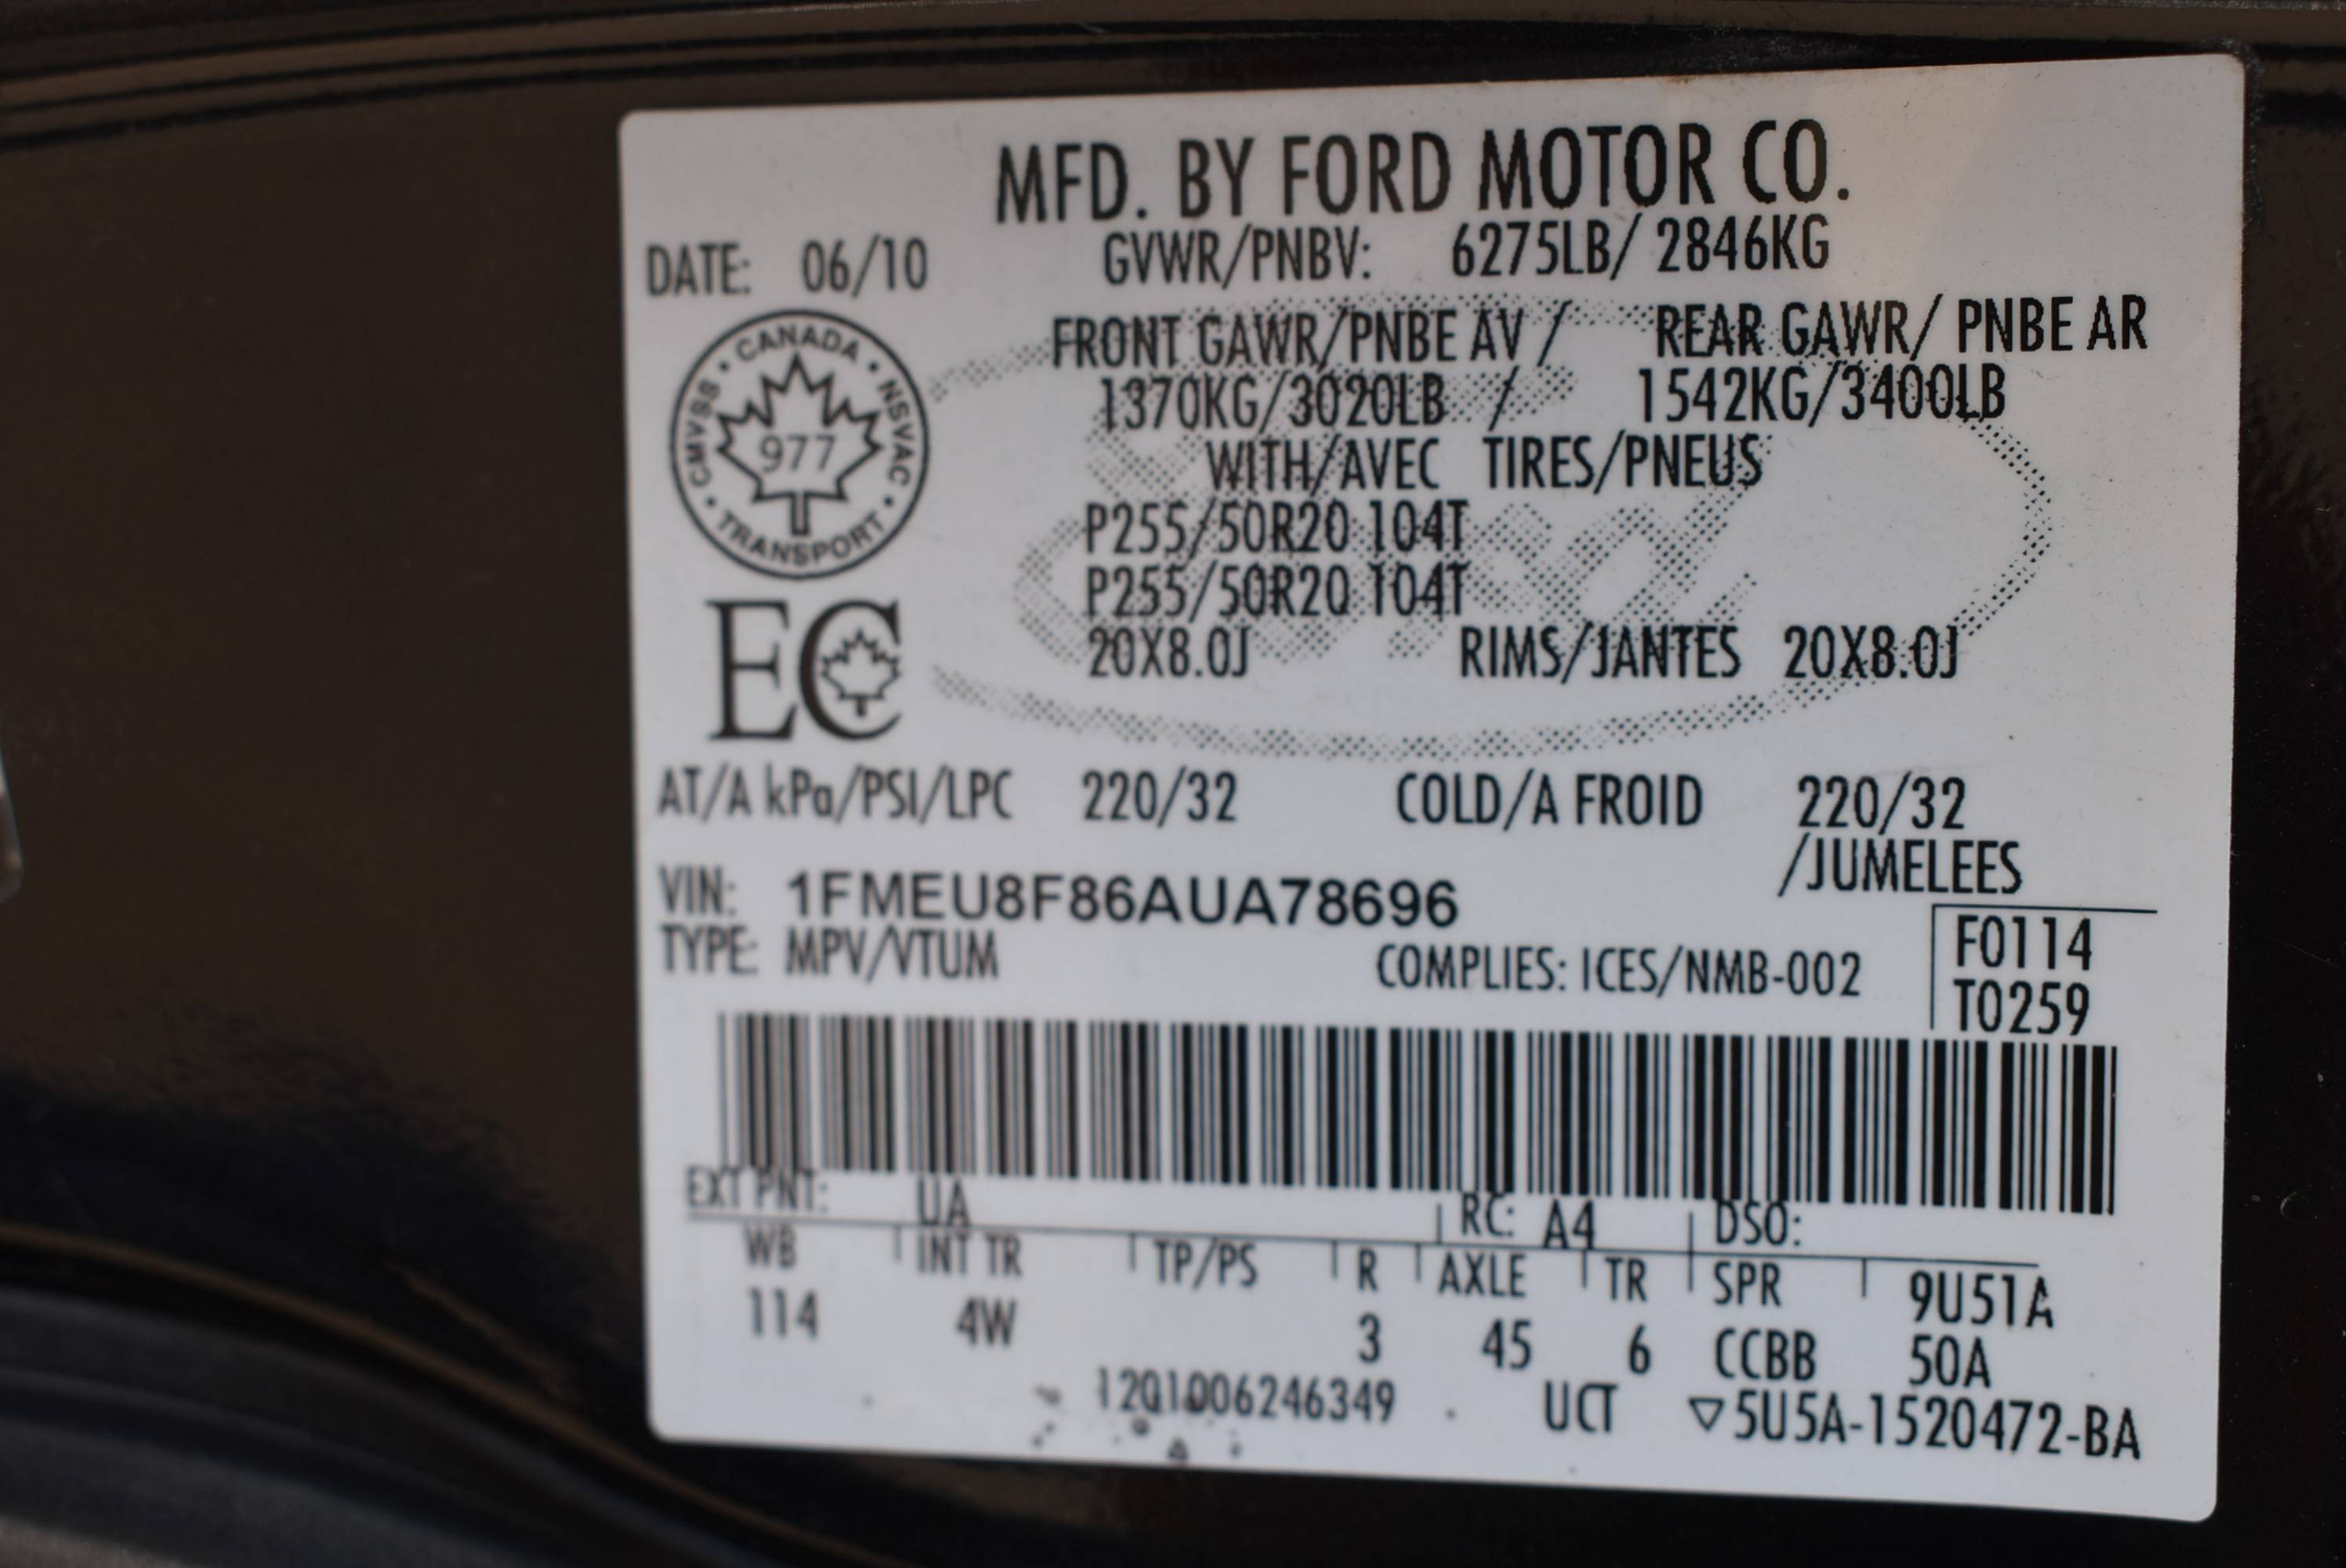 MFD. BY FORD MOTOR CO.
DATE: 06/10 GVWR/PNBV: 6275LB/ 2846KG
FRONT GAWR/PNBE AV / REAR GAWR/ PNBE AR
1370KG/3020LB / 1542KG/3400LB
WITH/AVEC TIRES/PNEUS
P255/50R20 104T
P255/50R20 104T
20X8.0J RIMS/JANTES 20X8.0J
CANADA • NSVAC • TRANSPORT • CMVSS •
977
EC
Ford
AT/A kPa/PSI/LPC 220/32 COLD/A FROID 220/32
/JUMELEES
VIN: 1FMEU8F86AUA78696
TYPE: MPV/VTUM COMPLIES: ICES/NMB-002
F0114
T0259
EXT PNT: UA RC: A4 DSO:
WB INT TR TP/PS R AXLE TR SPR 9U51A
114 4W 3 45 6 CCBB 50A
1201006246349 UCT ▽5U5A-1520472-BA